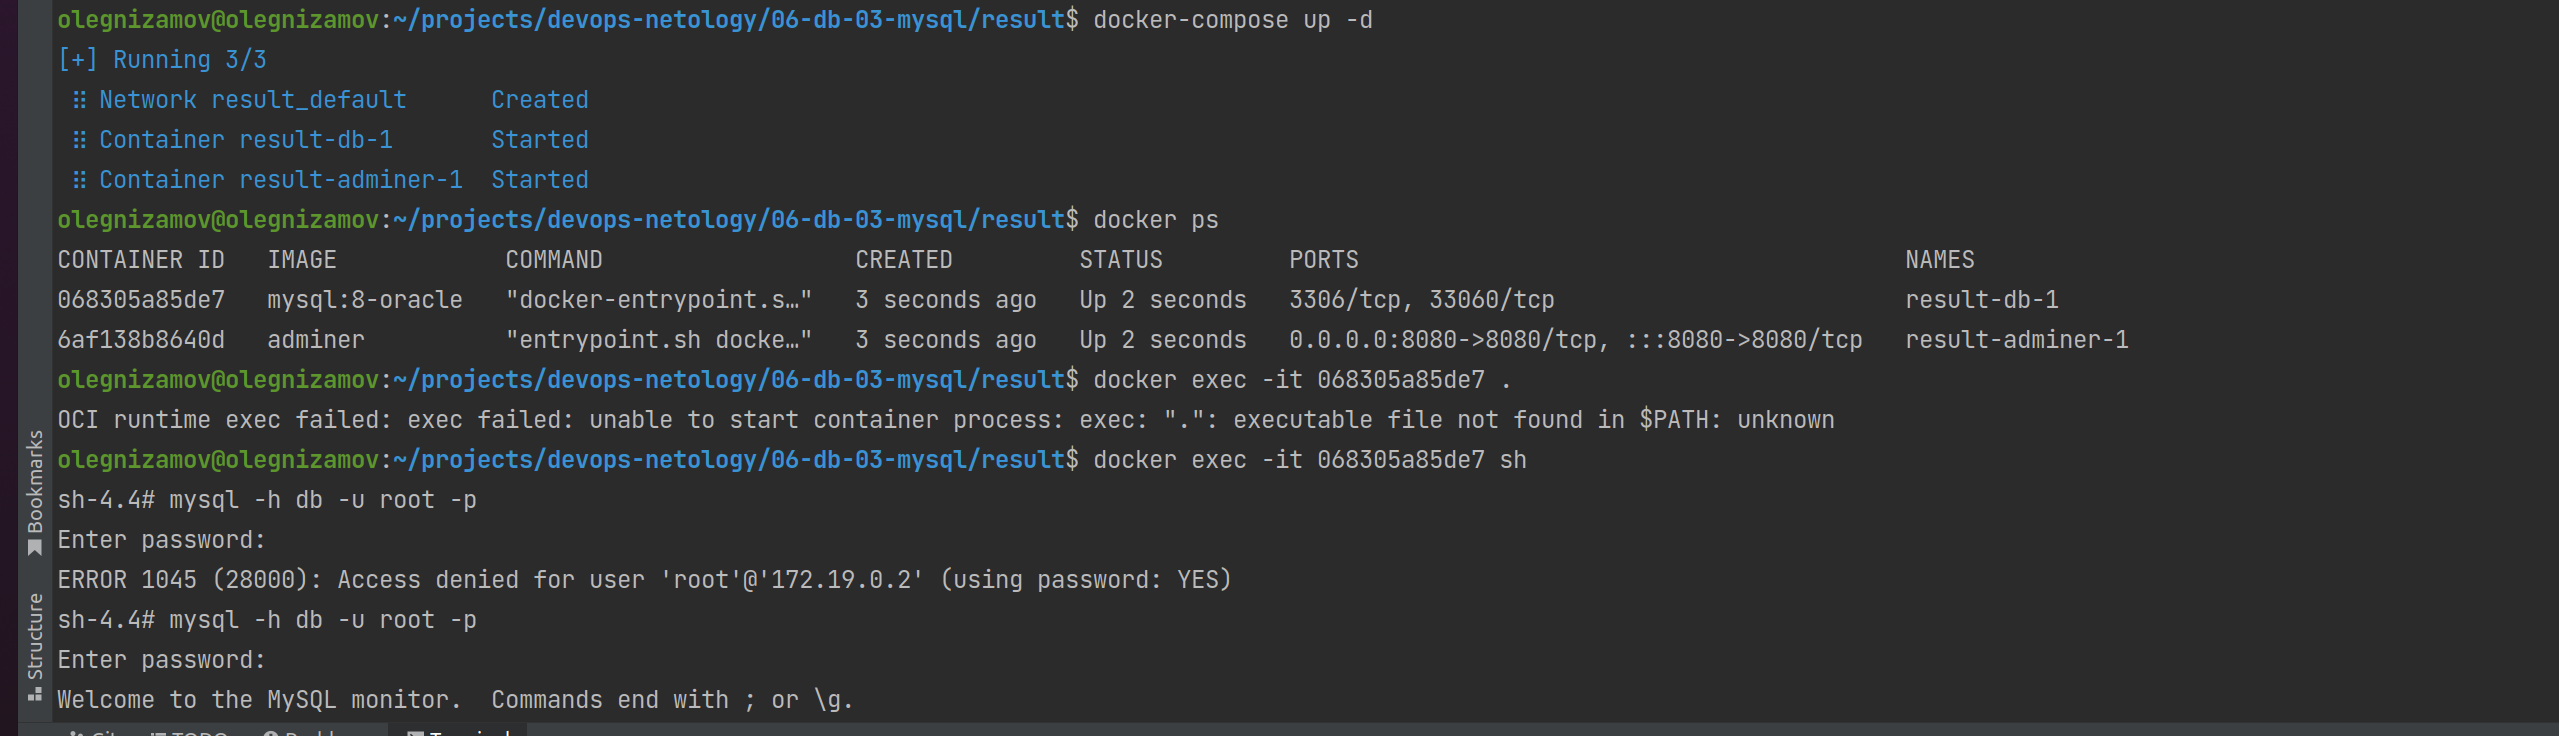 olegnizamov@olegnizamov:~/projects/devops-netology/06-db-03-mysql/result$ docker-compose up -d
[+] Running 3/3
 ⠿ Network result_default      Created
 ⠿ Container result-db-1       Started
 ⠿ Container result-adminer-1  Started
olegnizamov@olegnizamov:~/projects/devops-netology/06-db-03-mysql/result$ docker ps
CONTAINER ID   IMAGE            COMMAND                  CREATED         STATUS         PORTS                                       NAMES
068305a85de7   mysql:8-oracle   "docker-entrypoint.s…"   3 seconds ago   Up 2 seconds   3306/tcp, 33060/tcp                         result-db-1
6af138b8640d   adminer          "entrypoint.sh docke…"   3 seconds ago   Up 2 seconds   0.0.0.0:8080->8080/tcp, :::8080->8080/tcp   result-adminer-1
olegnizamov@olegnizamov:~/projects/devops-netology/06-db-03-mysql/result$ docker exec -it 068305a85de7 .
OCI runtime exec failed: exec failed: unable to start container process: exec: ".": executable file not found in $PATH: unknown
olegnizamov@olegnizamov:~/projects/devops-netology/06-db-03-mysql/result$ docker exec -it 068305a85de7 sh
sh-4.4# mysql -h db -u root -p
Enter password:
ERROR 1045 (28000): Access denied for user 'root'@'172.19.0.2' (using password: YES)
sh-4.4# mysql -h db -u root -p
Enter password:
Welcome to the MySQL monitor.  Commands end with ; or \g.
Bookmarks
Structure